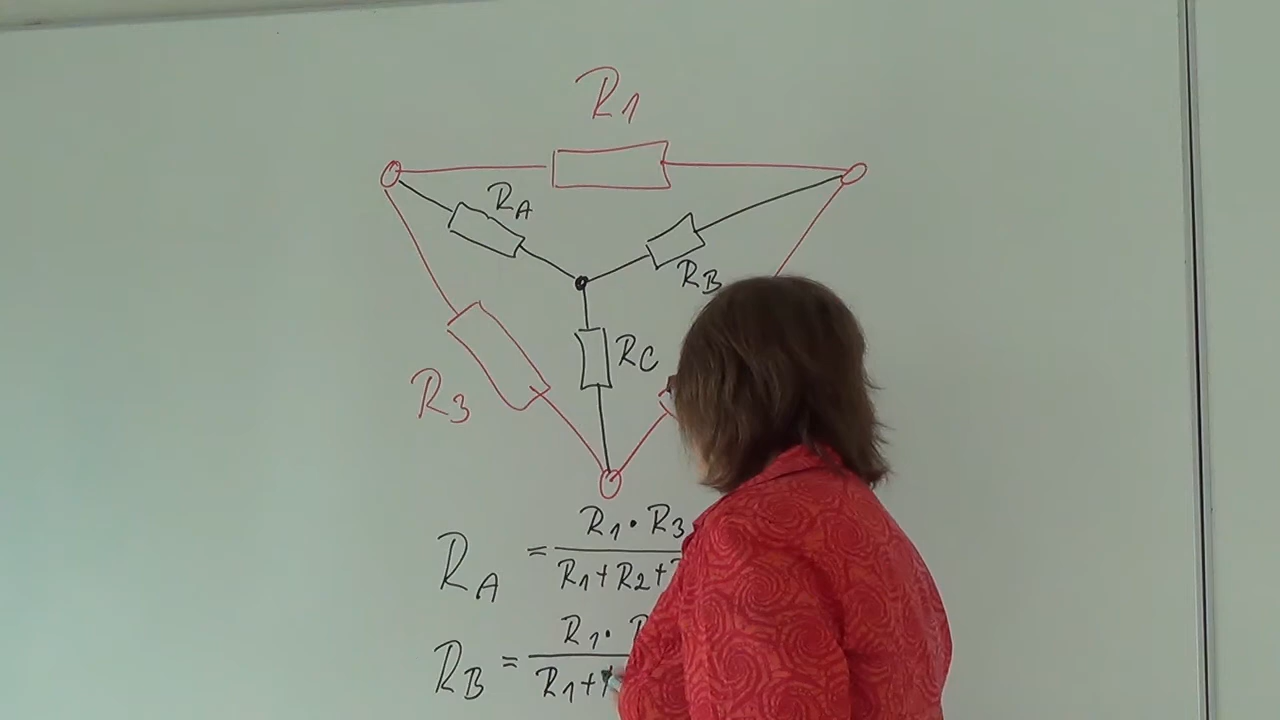 R1
RA
RB
RC
R3
RA = R1 · R3
R1 + R2 +
RB = R1 ·
R1 +